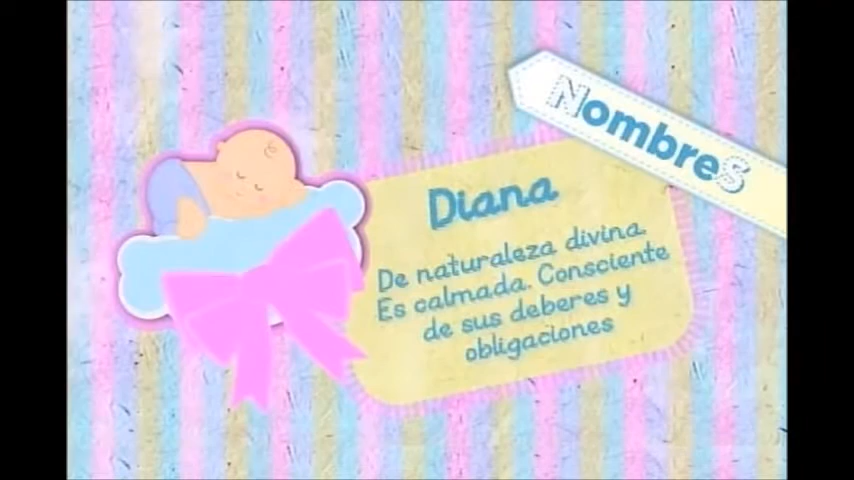 NombreS
Diana
De naturaleza divina.
Es calmada. Consciente
de sus deberes y
obligaciones